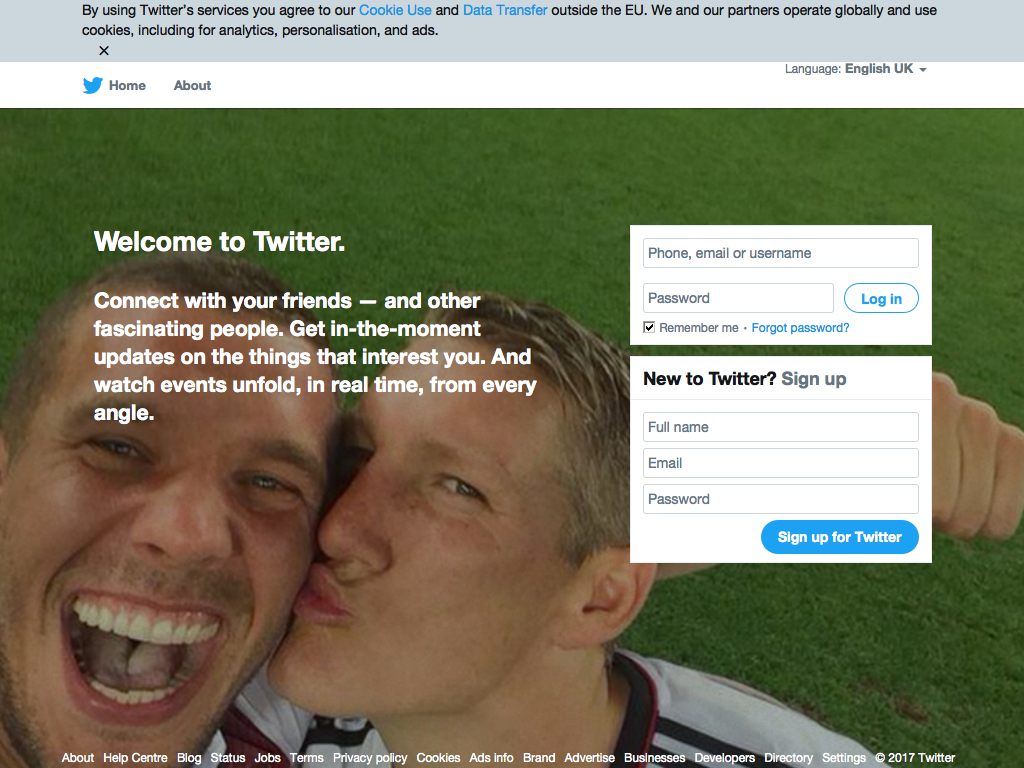 By using Twitter’s services you agree to our Cookie Use and Data Transfer outside the EU. We and our partners operate globally and use
cookies, including for analytics, personalisation, and ads.
Language: English UK
Home About
Welcome to Twitter.
Connect with your friends — and other
fascinating people. Get in-the-moment
updates on the things that interest you. And
watch events unfold, in real time, from every
angle.
Phone, email or username
Password Log in
Remember me · Forgot password?
New to Twitter? Sign up
Full name
Email
Password
Sign up for Twitter
About Help Centre Blog Status Jobs Terms Privacy policy Cookies Ads info Brand Advertise Businesses Developers Directory Settings © 2017 Twitter